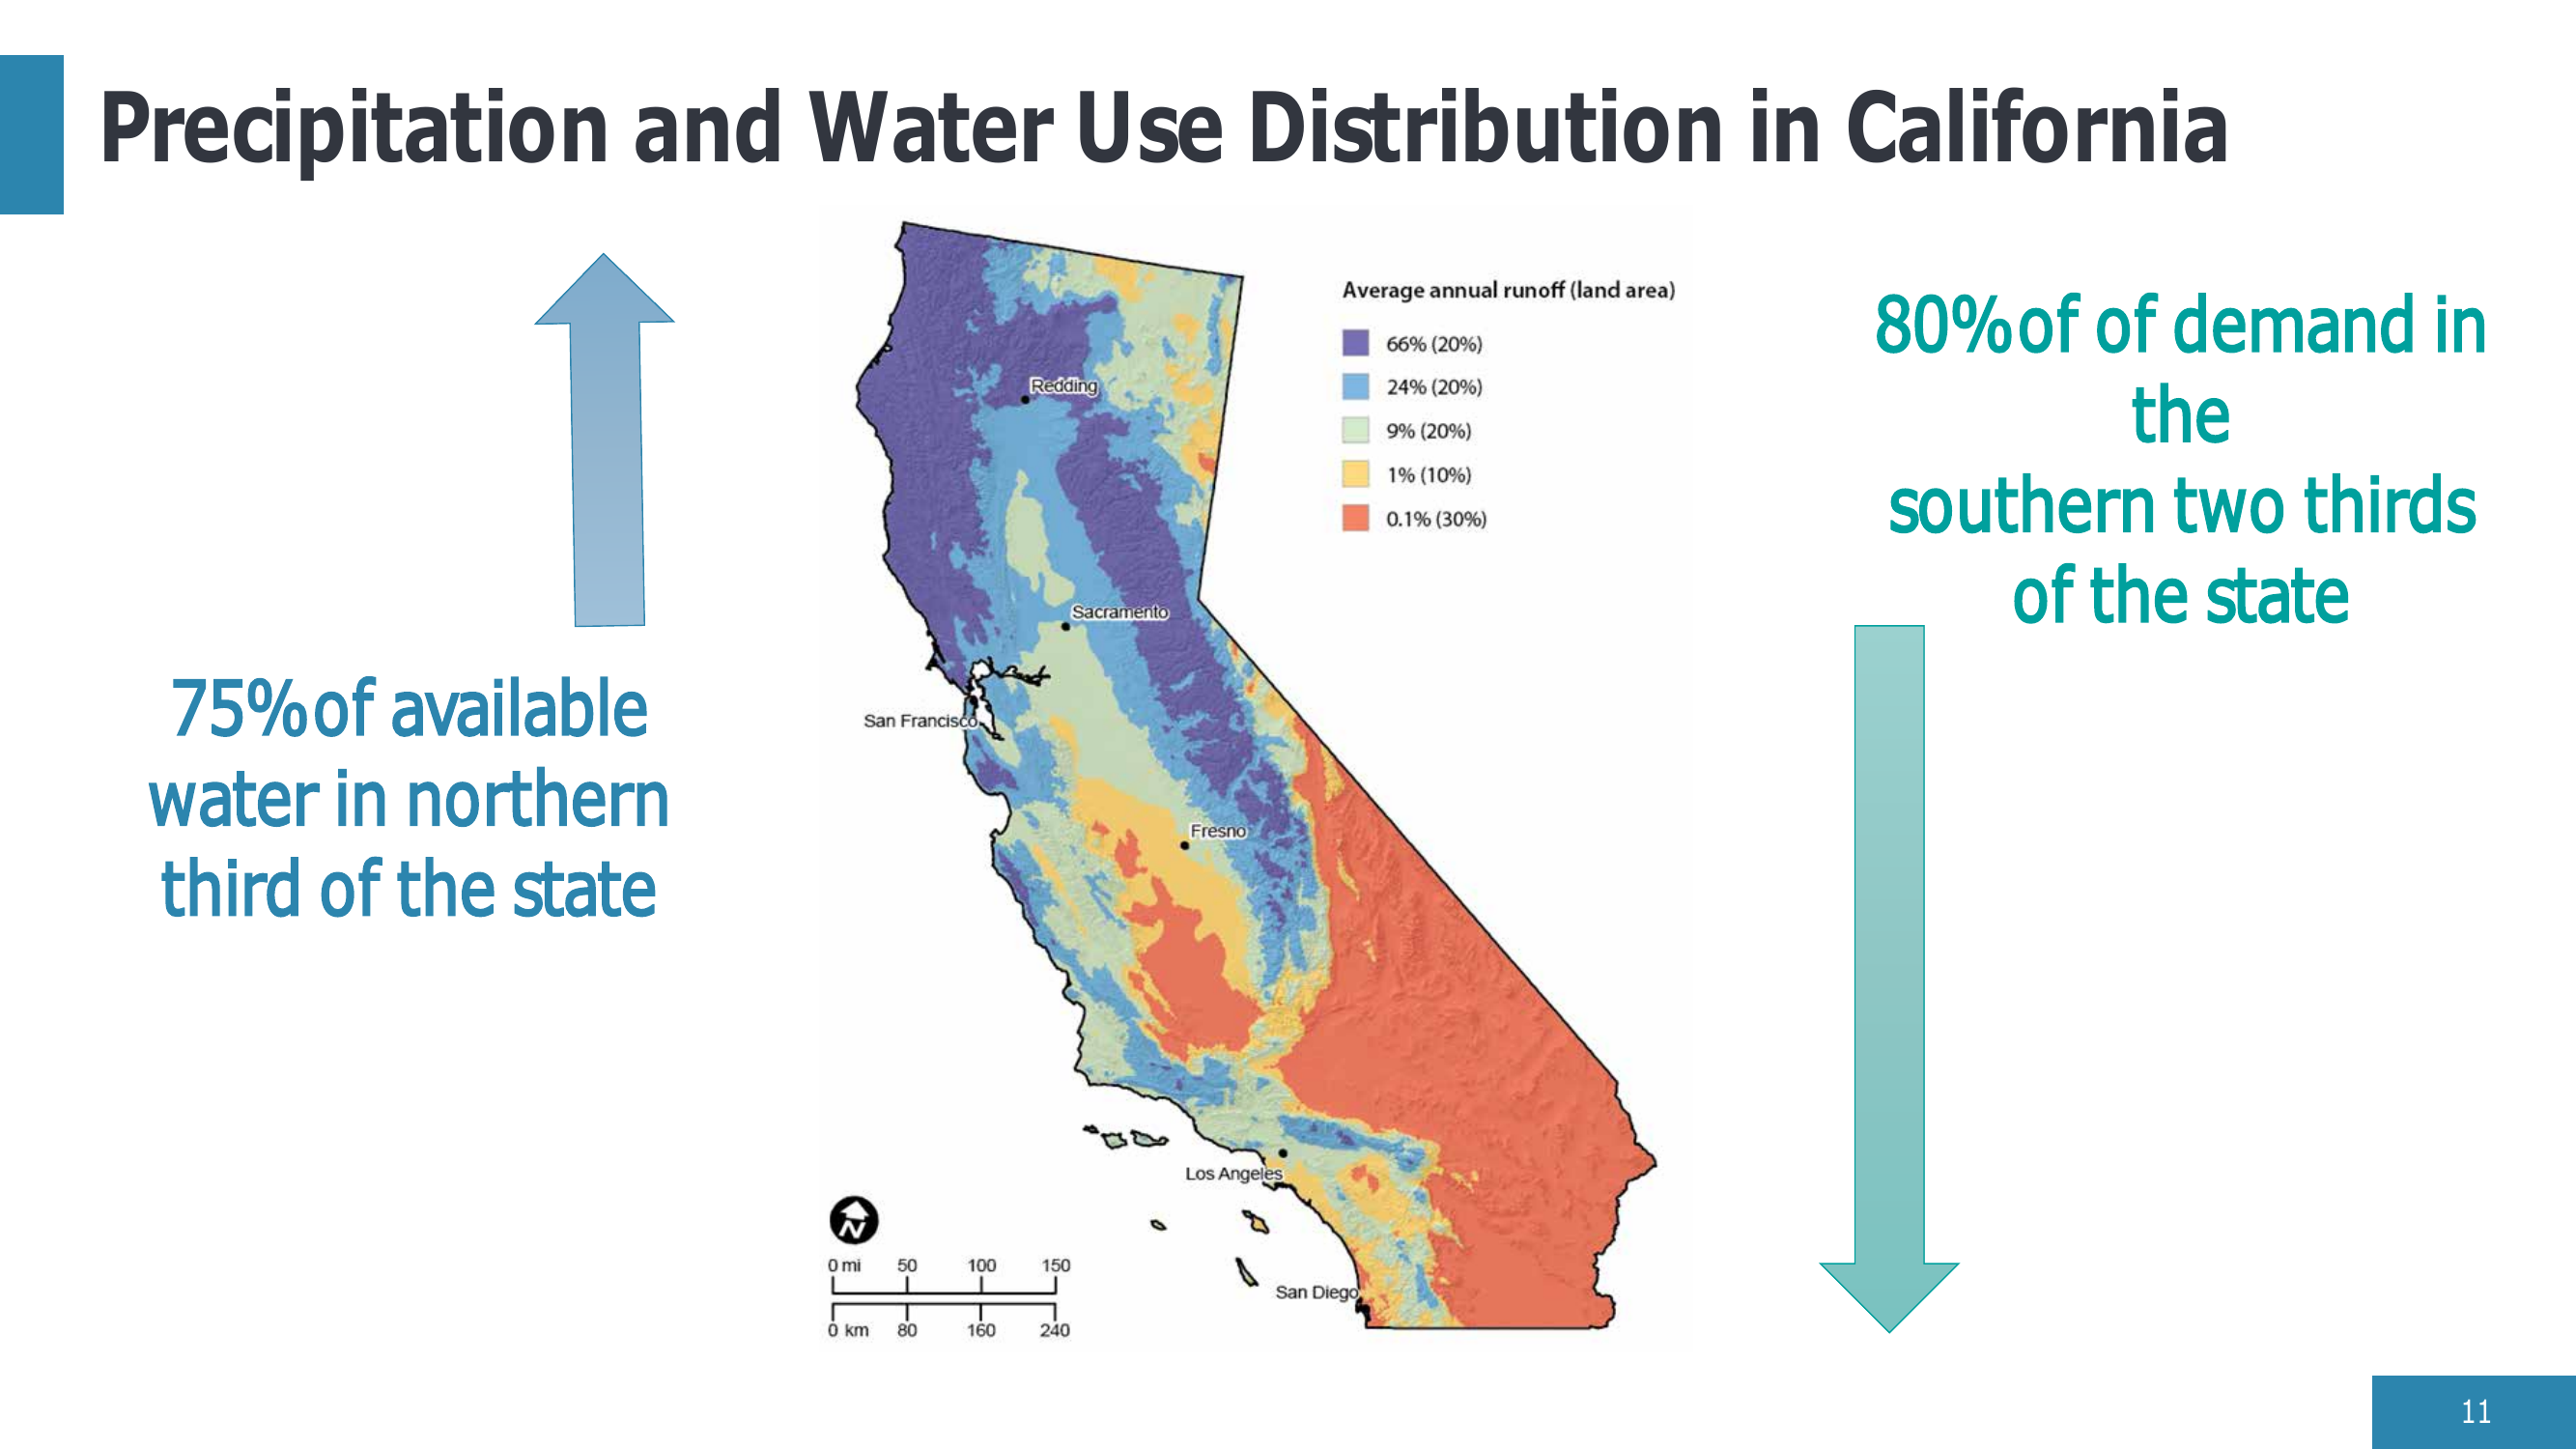 Precipitation and Water Use Distribution in California
75% of available
water in northern
third of the state
Average annual runoff (land area)
66% (20%)
24% (20%)
9% (20%)
1% (10%)
0.1% (30%)
Redding
Sacramento
San Francisco
Fresno
Los Angeles
San Diego
N
0 mi 50 100 150
0 km 80 160 240
80% of of demand in
the
southern two thirds
of the state
11